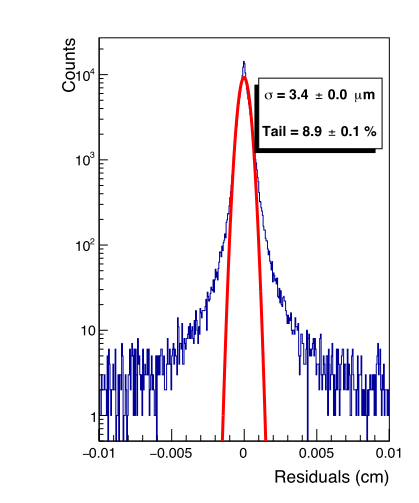 Counts
10⁴
σ = 3.4 ± 0.0 μm
Tail = 8.9 ± 0.1 %
10³
10²
10
1
−0.01 −0.005 0 0.005 0.01
Residuals (cm)